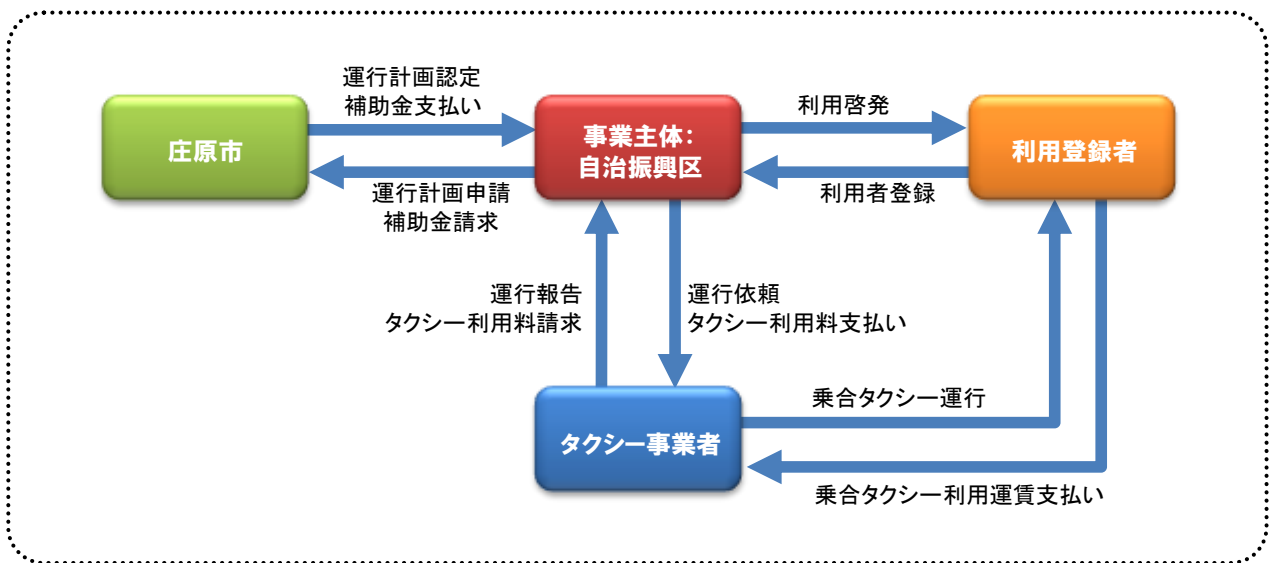 運行計画認定
補助金支払い
庄原市
運行計画申請
補助金請求
事業主体：
自治振興区
利用啓発
利用者登録
利用登録者
運行報告
タクシー利用料請求
運行依頼
タクシー利用料支払い
タクシー事業者
乗合タクシー運行
乗合タクシー利用運賃支払い